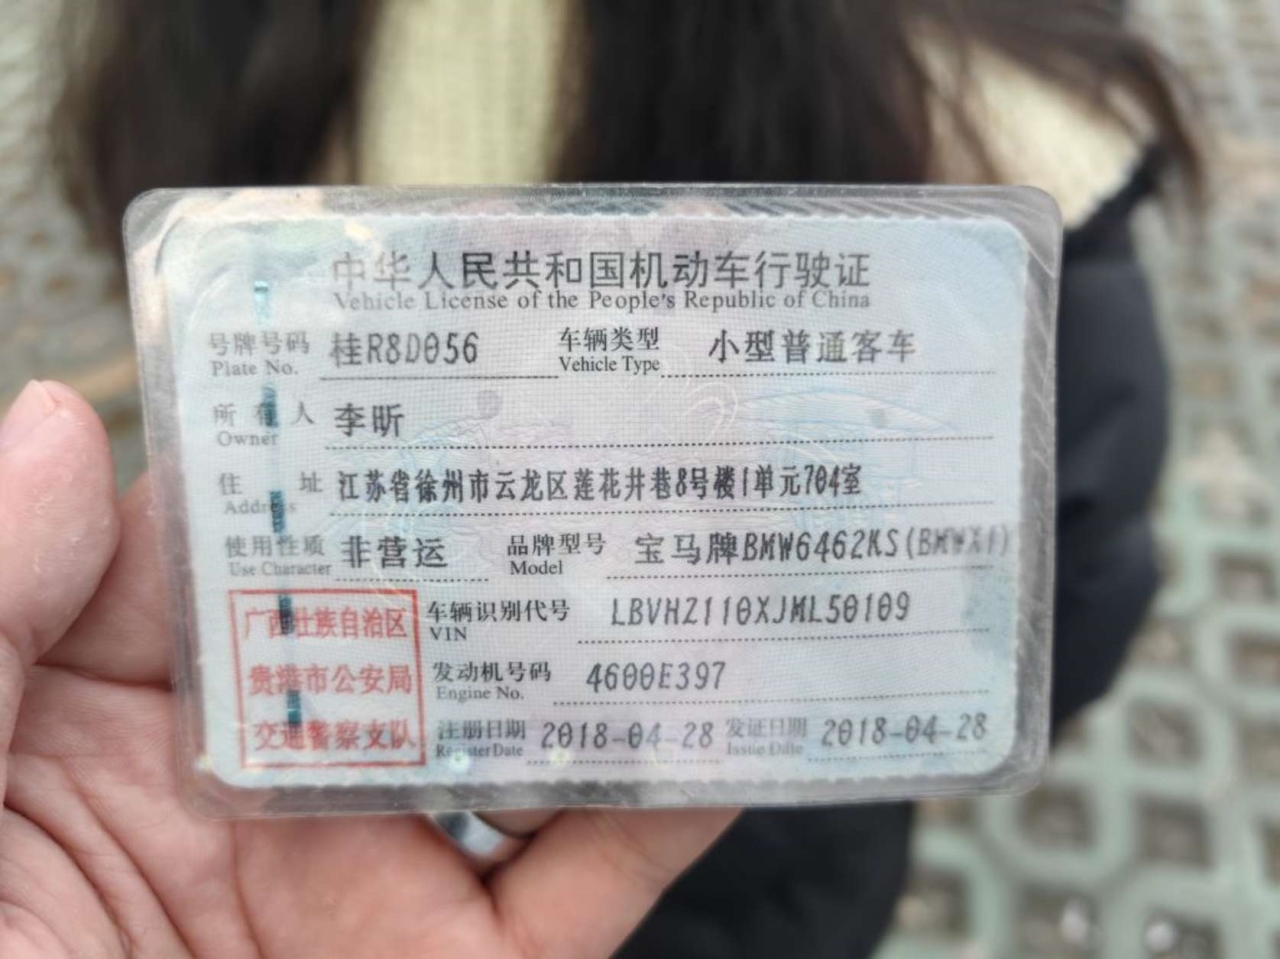 中华人民共和国机动车行驶证
Vehicle License of the People's Republic of China
号牌号码 桂R8D056 车辆类型 小型普通客车
Plate No. Vehicle Type
所有人 李昕
Owner
住 址 江苏省徐州市云龙区莲花井巷8号楼1单元704室
Address
使用性质 非营运 品牌型号 宝马牌BMW6462KS(BMWX1)
Use Character Model
广西壮族自治区 车辆识别代号 LBVHZ110XJML50109
VIN
贵港市公安局 发动机号码 4600E397
Engine No.
交通警察支队 注册日期 2018-04-28 发证日期 2018-04-28
Register Date Issue Date